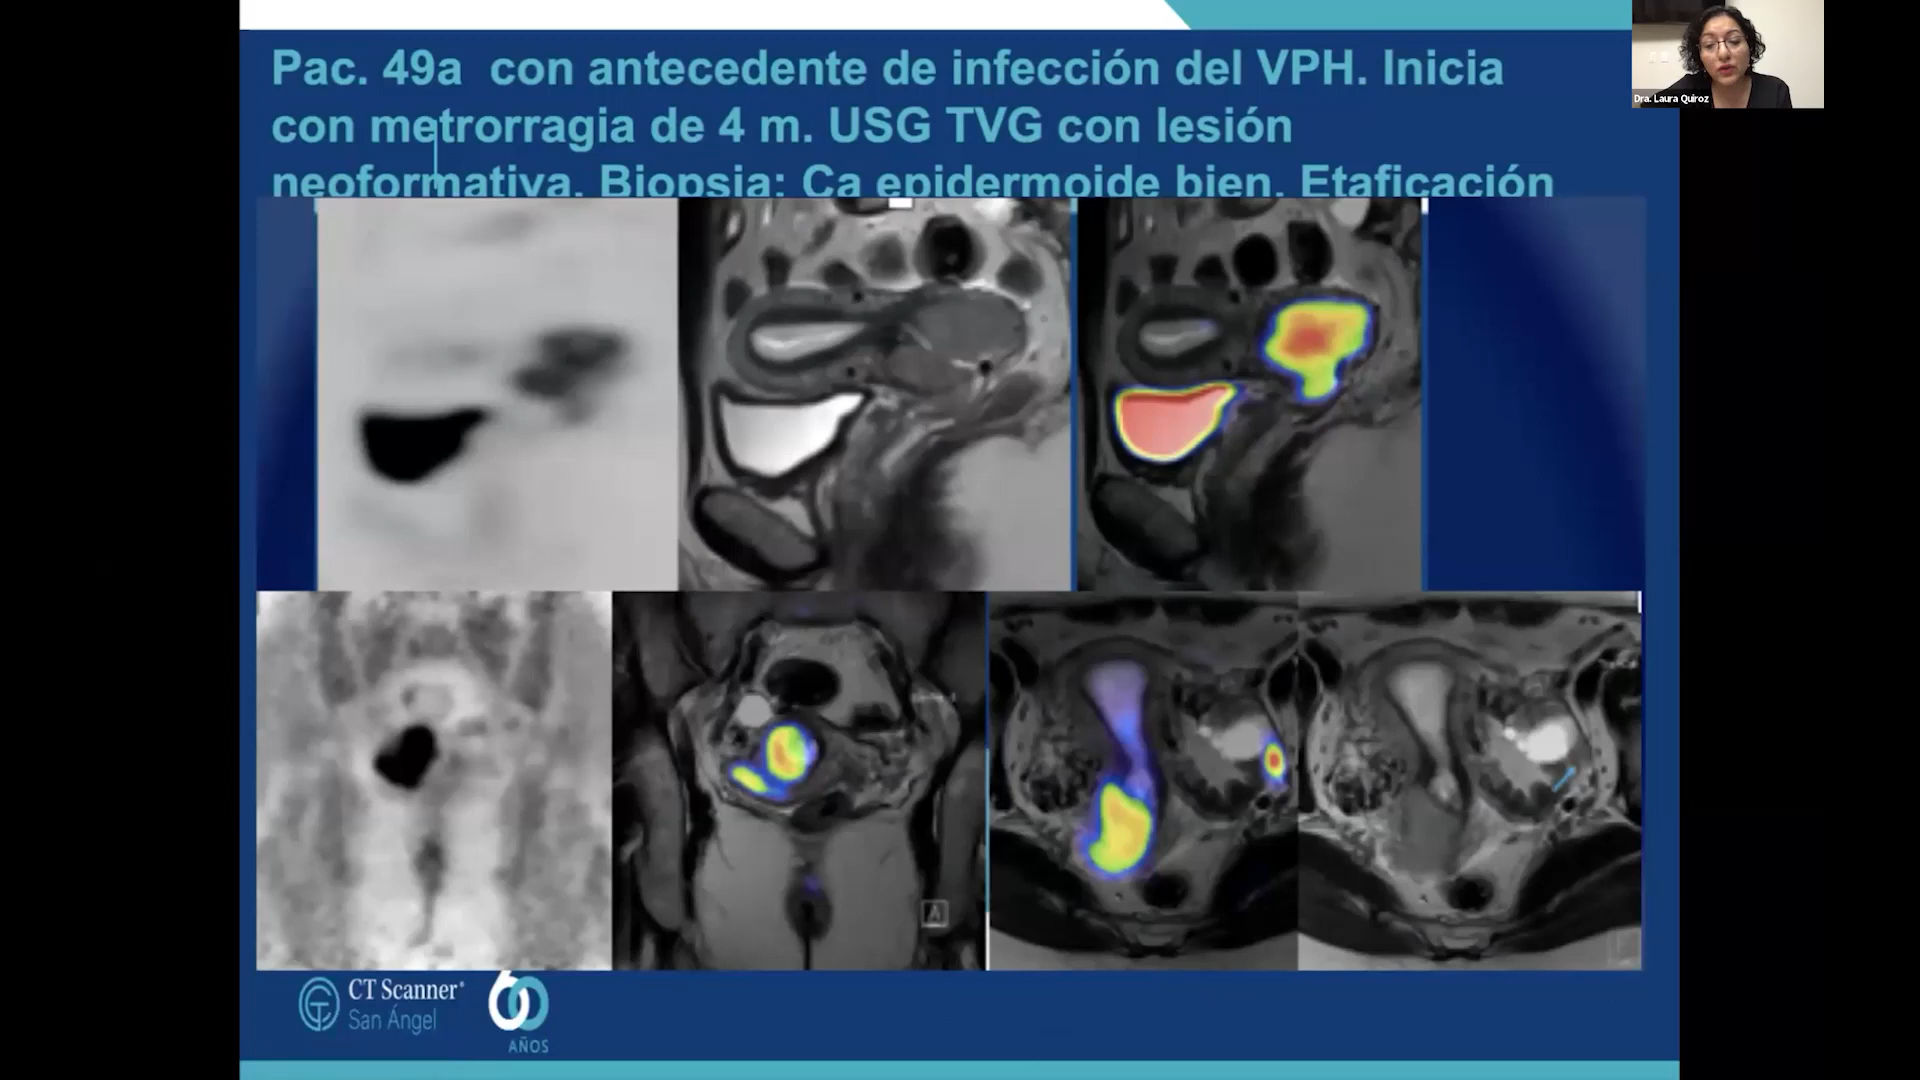 Pac. 49a con antecedente de infección del VPH. Inicia
con metrorragia de 4 m. USG TVG con lesión
neoformativa. Biopsia: Ca epidermoide bien. Etaficación
Dra. Laura Quiroz
A
CT Scanner®
San Ángel
60
AÑOS